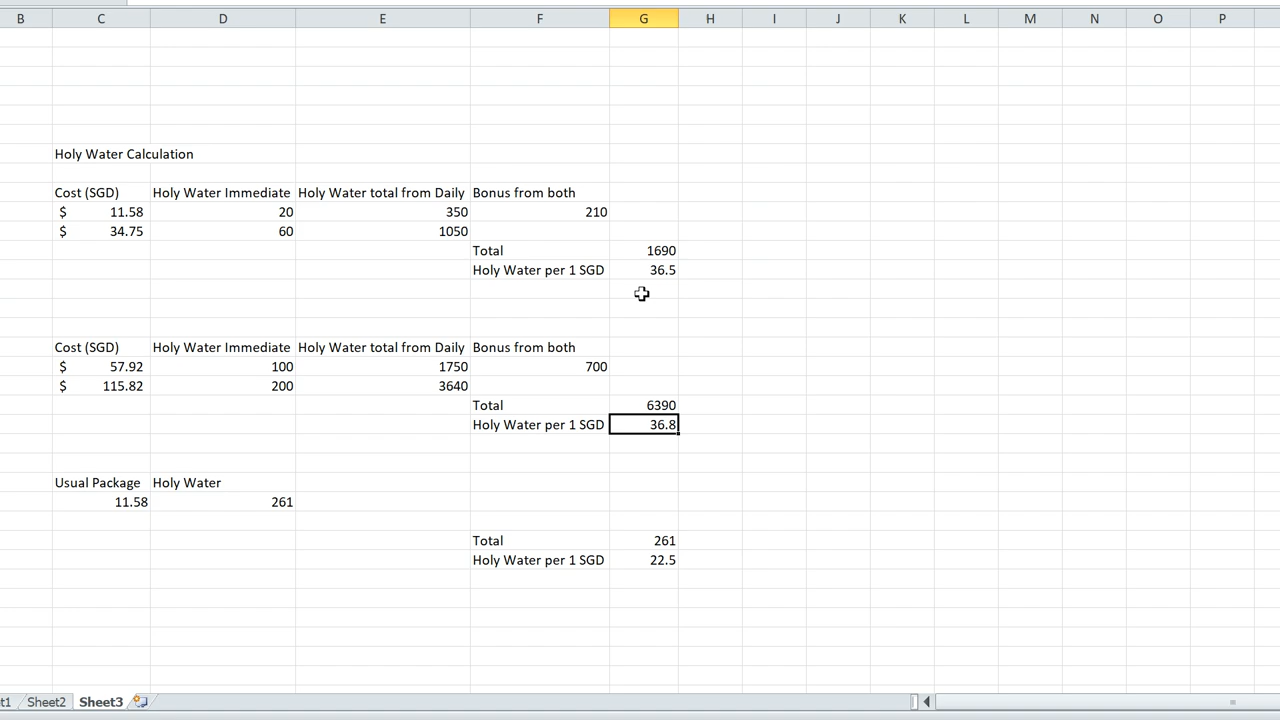 B C D E F G H I J K L M N O P
Holy Water Calculation
Cost (SGD) Holy Water Immediate Holy Water total from Daily Bonus from both
$ 11.58 20 350 210
$ 34.75 60 1050
Total 1690
Holy Water per 1 SGD 36.5
Cost (SGD) Holy Water Immediate Holy Water total from Daily Bonus from both
$ 57.92 100 1750 700
$ 115.82 200 3640
Total 6390
Holy Water per 1 SGD 36.8
Usual Package Holy Water
11.58 261
Total 261
Holy Water per 1 SGD 22.5
t1 Sheet2 Sheet3